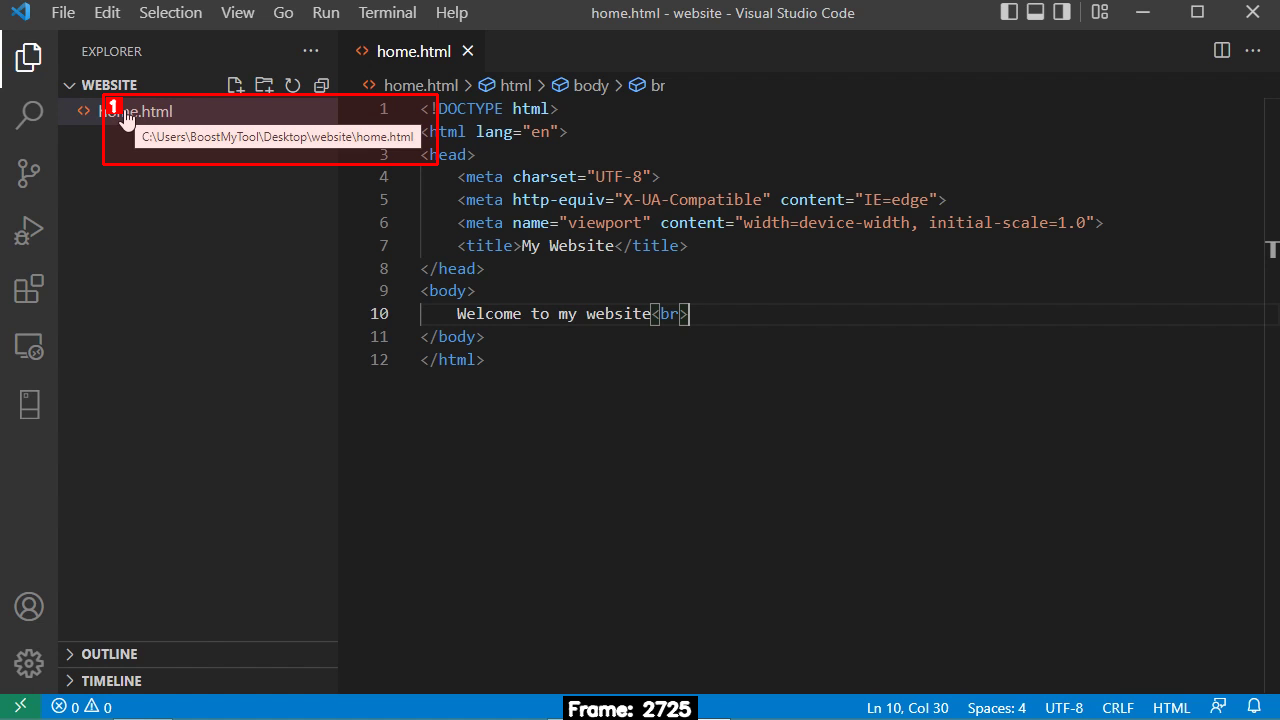 File Edit Selection View Go Run Terminal Help home.html - website - Visual Studio Code
EXPLORER
home.html
WEBSITE
home.html > html > body > br
1
home.html
C:\Users\BoostMyTool\Desktop\website\home.html
1 <!DOCTYPE html>
<html lang="en">
3 <head>
4 <meta charset="UTF-8">
5 <meta http-equiv="X-UA-Compatible" content="IE=edge">
6 <meta name="viewport" content="width=device-width, initial-scale=1.0">
7 <title>My Website</title>
8 </head>
9 <body>
10 Welcome to my website<br>
11 </body>
12 </html>
OUTLINE
TIMELINE
0 0 Frame: 2725 Ln 10, Col 30 Spaces: 4 UTF-8 CRLF HTML